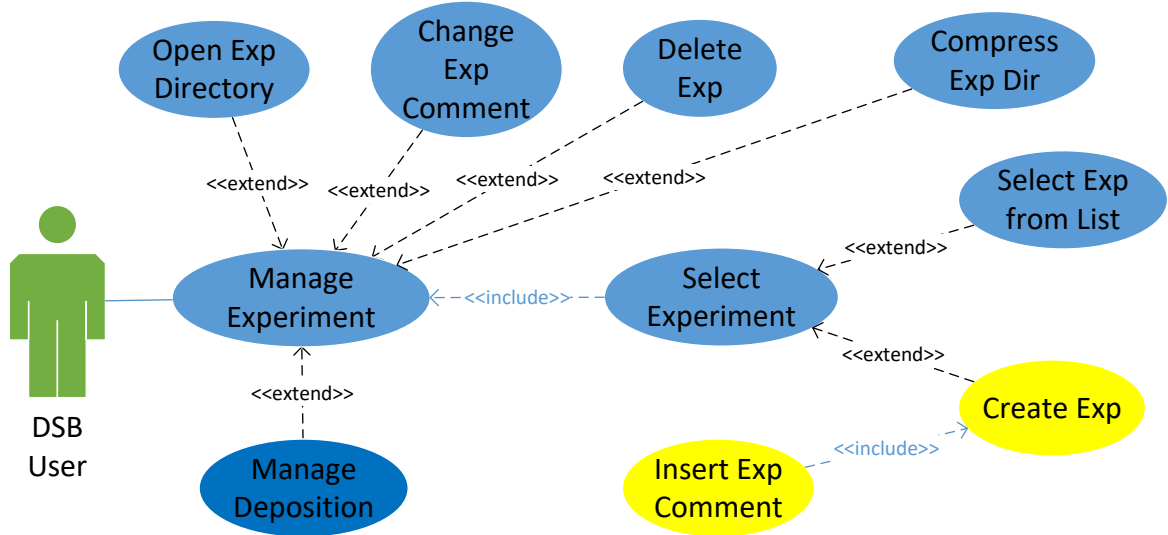 Open Exp
Directory
Change
Exp
Comment
Delete
Exp
Compress
Exp Dir
<<extend>>
<<extend>>
<<extend>>
<<extend>>
Select Exp
from List
<<extend>>
Manage
Experiment
<<include>>
Select
Experiment
<<extend>>
<<extend>>
Create Exp
DSB
User
Manage
Deposition
<<include>>
Insert Exp
Comment